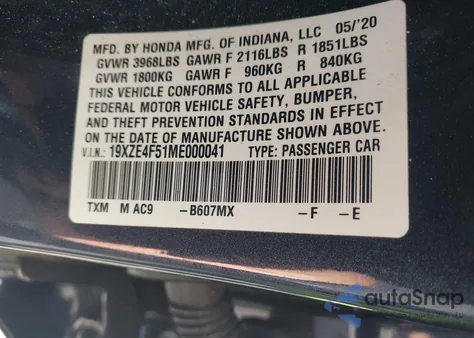 MFD. BY HONDA MFG. OF INDIANA, LLC 05/'20
GVWR 3968LBS GAWR F 2116LBS R 1851LBS
GVWR 1800KG GAWR F 960KG R 840KG
THIS VEHICLE CONFORMS TO ALL APPLICABLE
FEDERAL MOTOR VEHICLE SAFETY, BUMPER,
AND THEFT PREVENTION STANDARDS IN EFFECT
ON THE DATE OF MANUFACTURE SHOWN ABOVE.
V.I.N.: 19XZE4F51ME000041 TYPE: PASSENGER CAR
TXM M AC9 -B607MX -F -E
autoSnap